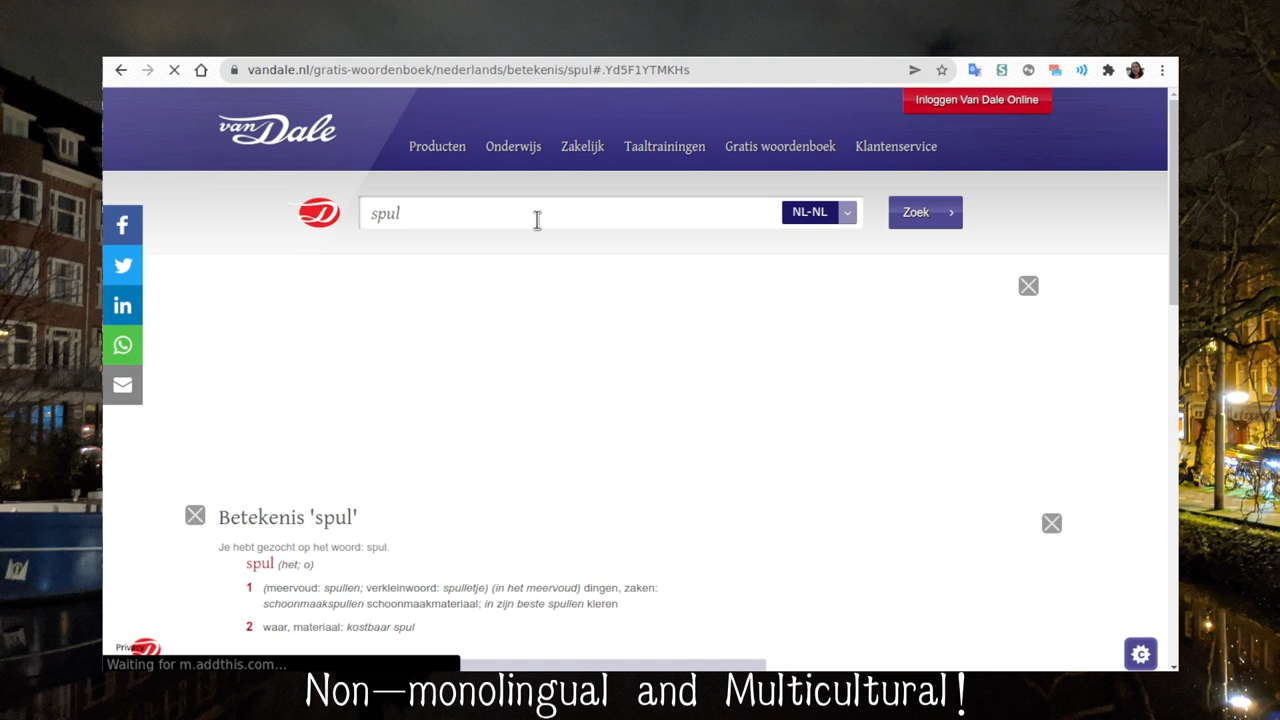 vandale.nl/gratis-woordenboek/nederlands/betekenis/spul#.Yd5F1YTMKHs
Inloggen Van Dale Online
van Dale
Producten Onderwijs Zakelijk Taaltrainingen Gratis woordenboek Klantenservice
spul NL-NL Zoek
Betekenis 'spul'
Je hebt gezocht op het woord: spul.
spul (het; o)
1 (meervoud: spullen; verkleinwoord: spulletje) (in het meervoud) dingen, zaken:
schoonmaakspullen schoonmaakmateriaal; in zijn beste spullen kleren
2 waar, materiaal: kostbaar spul
Waiting for m.addthis.com...
Non-monolingual and Multicultural!